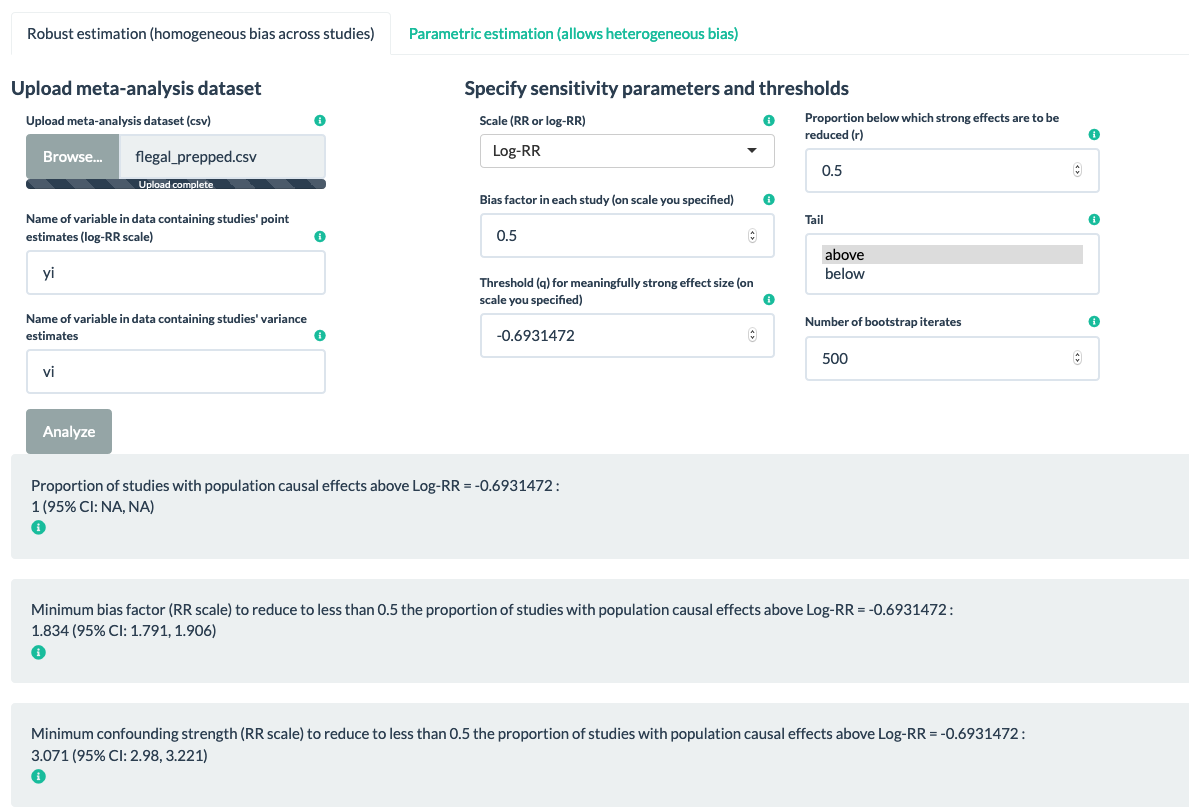 Robust estimation (homogeneous bias across studies)
Parametric estimation (allows heterogeneous bias)
Upload meta-analysis dataset
Upload meta-analysis dataset (csv)
Browse...
flegal_prepped.csv
Upload complete
Name of variable in data containing studies' point
estimates (log-RR scale)
yi
Name of variable in data containing studies' variance
estimates
vi
Analyze
Specify sensitivity parameters and thresholds
Scale (RR or log-RR)
Log-RR
Bias factor in each study (on scale you specified)
0.5
Threshold (q) for meaningfully strong effect size (on
scale you specified)
-0.6931472
Proportion below which strong effects are to be
reduced (r)
0.5
Tail
above
below
Number of bootstrap iterates
500
Proportion of studies with population causal effects above Log-RR = -0.6931472 :
1 (95% CI: NA, NA)
Minimum bias factor (RR scale) to reduce to less than 0.5 the proportion of studies with population causal effects above Log-RR = -0.6931472 :
1.834 (95% CI: 1.791, 1.906)
Minimum confounding strength (RR scale) to reduce to less than 0.5 the proportion of studies with population causal effects above Log-RR = -0.6931472 :
3.071 (95% CI: 2.98, 3.221)